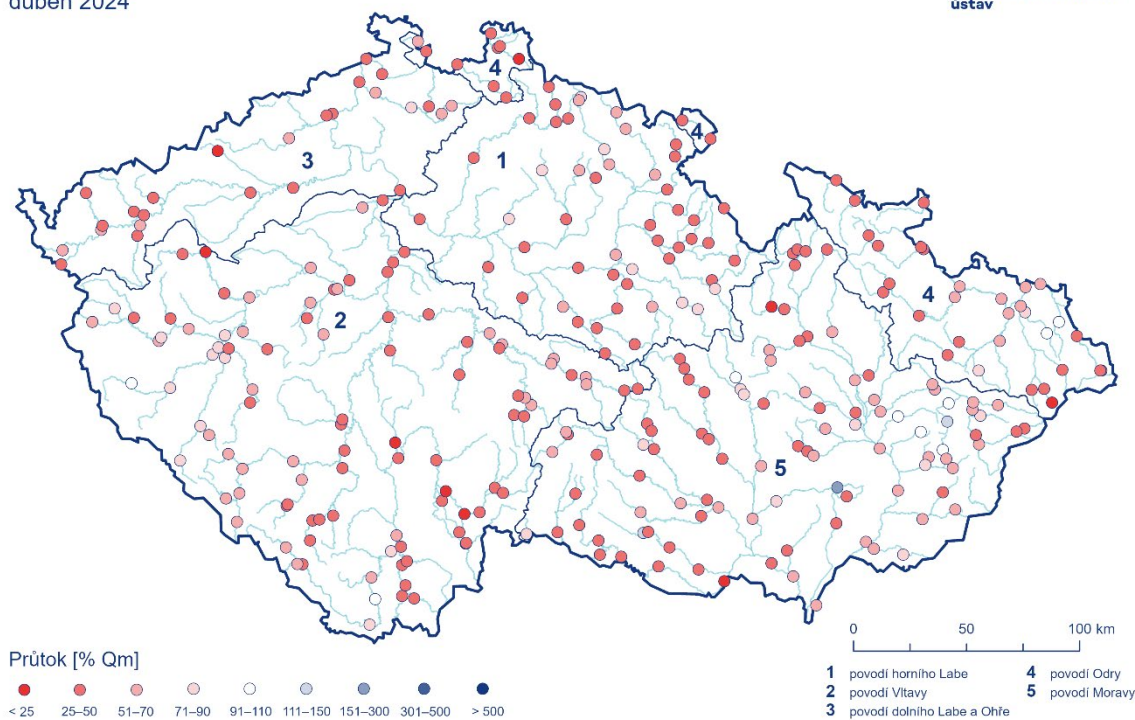 duben 2024
ústav
4
4
3
1
4
2
5
Průtok [% Qm]
< 25
25–50
51–70
71–90
91–110
111–150
151–300
301–500
> 500
0
50
100 km
1 povodí horního Labe
2 povodí Vltavy
3 povodí dolního Labe a Ohře
4 povodí Odry
5 povodí Moravy